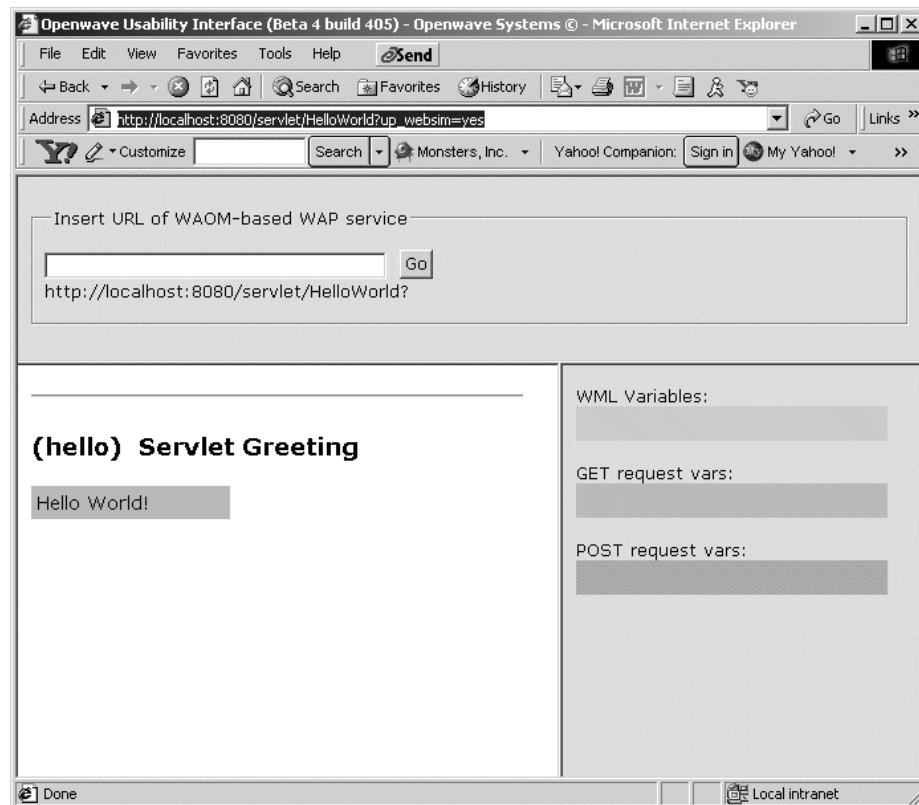 Openwave Usability Interface (Beta 4 build 405) - Openwave Systems © - Microsoft Internet Explorer
File Edit View Favorites Tools Help Send
Back Search Favorites History
Address http://localhost:8080/servlet/HelloWorld?up_websim=yes Go Links »
Y! Customize Search Monsters, Inc. Yahoo! Companion: Sign in My Yahoo! »
Insert URL of WAOM-based WAP service
Go
http://localhost:8080/servlet/HelloWorld?
(hello) Servlet Greeting
Hello World!
WML Variables:
GET request vars:
POST request vars:
Done Local intranet